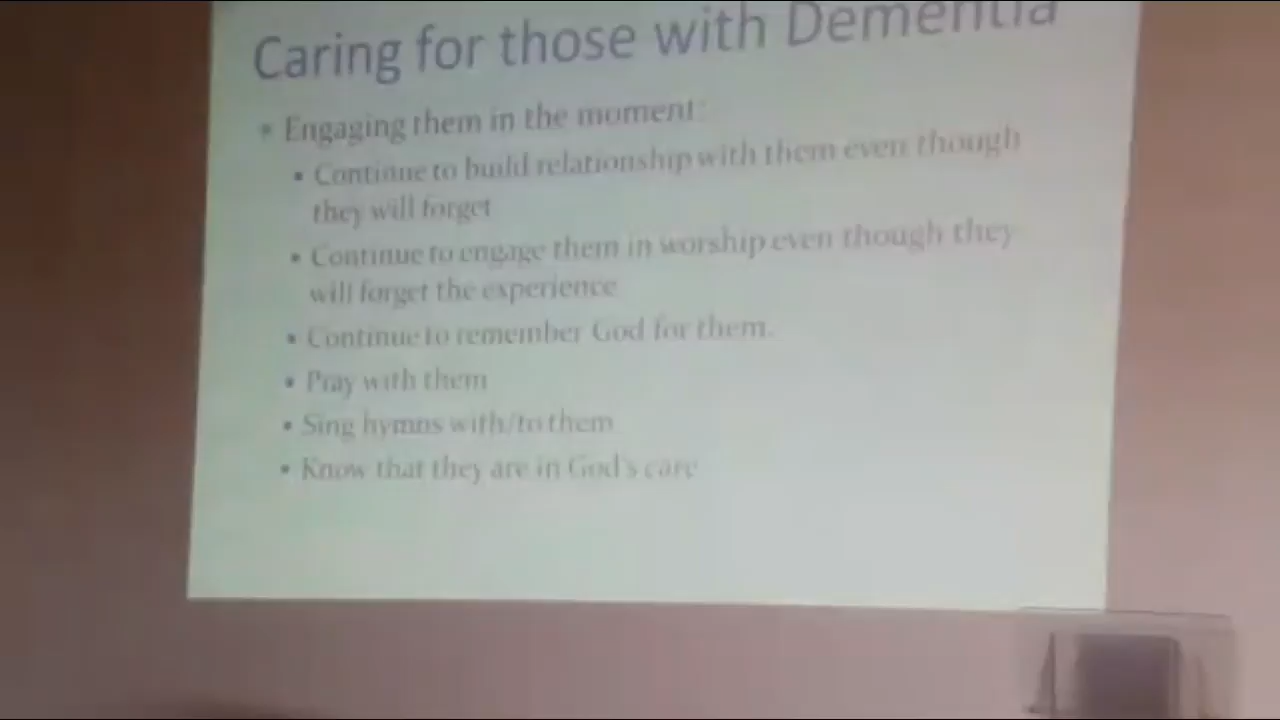 Caring for those with Dementia
• Engaging them in the moment:
• Continue to build relationship with them even though
they will forget
• Continue to engage them in worship even though they
will forget the experience
• Continue to remember God for them.
• Pray with them
• Sing hymns with/to them
• Know that they are in God's care